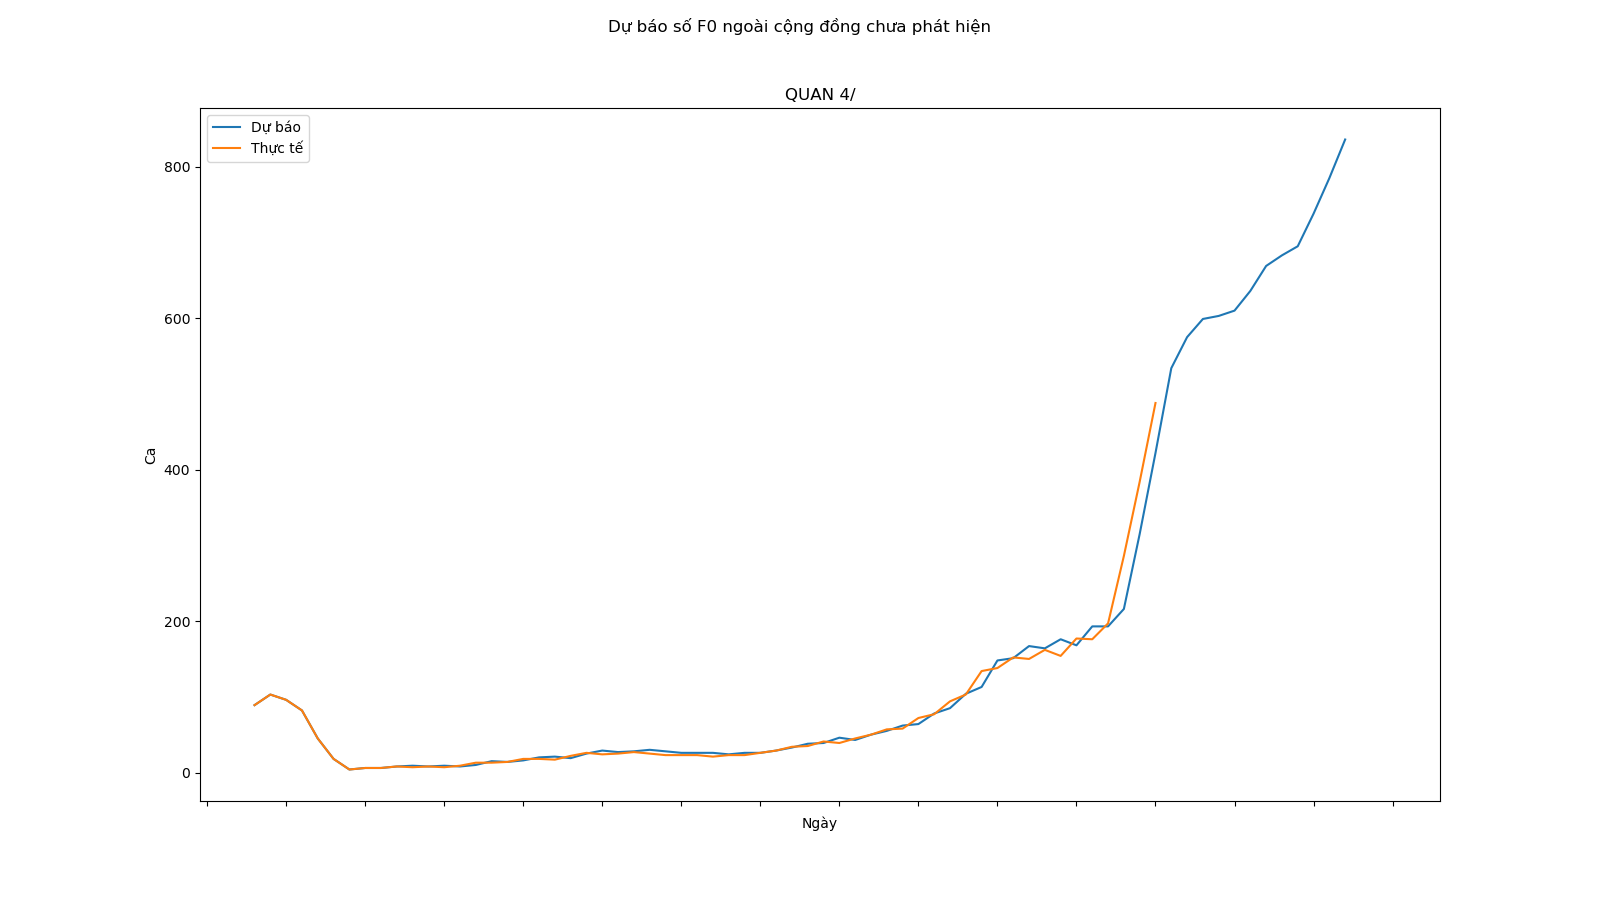 Dự báo số F0 ngoài cộng đồng chưa phát hiện
QUAN 4/
Dự báo
Thực tế
800
600
400
200
0
Ca
Ngày